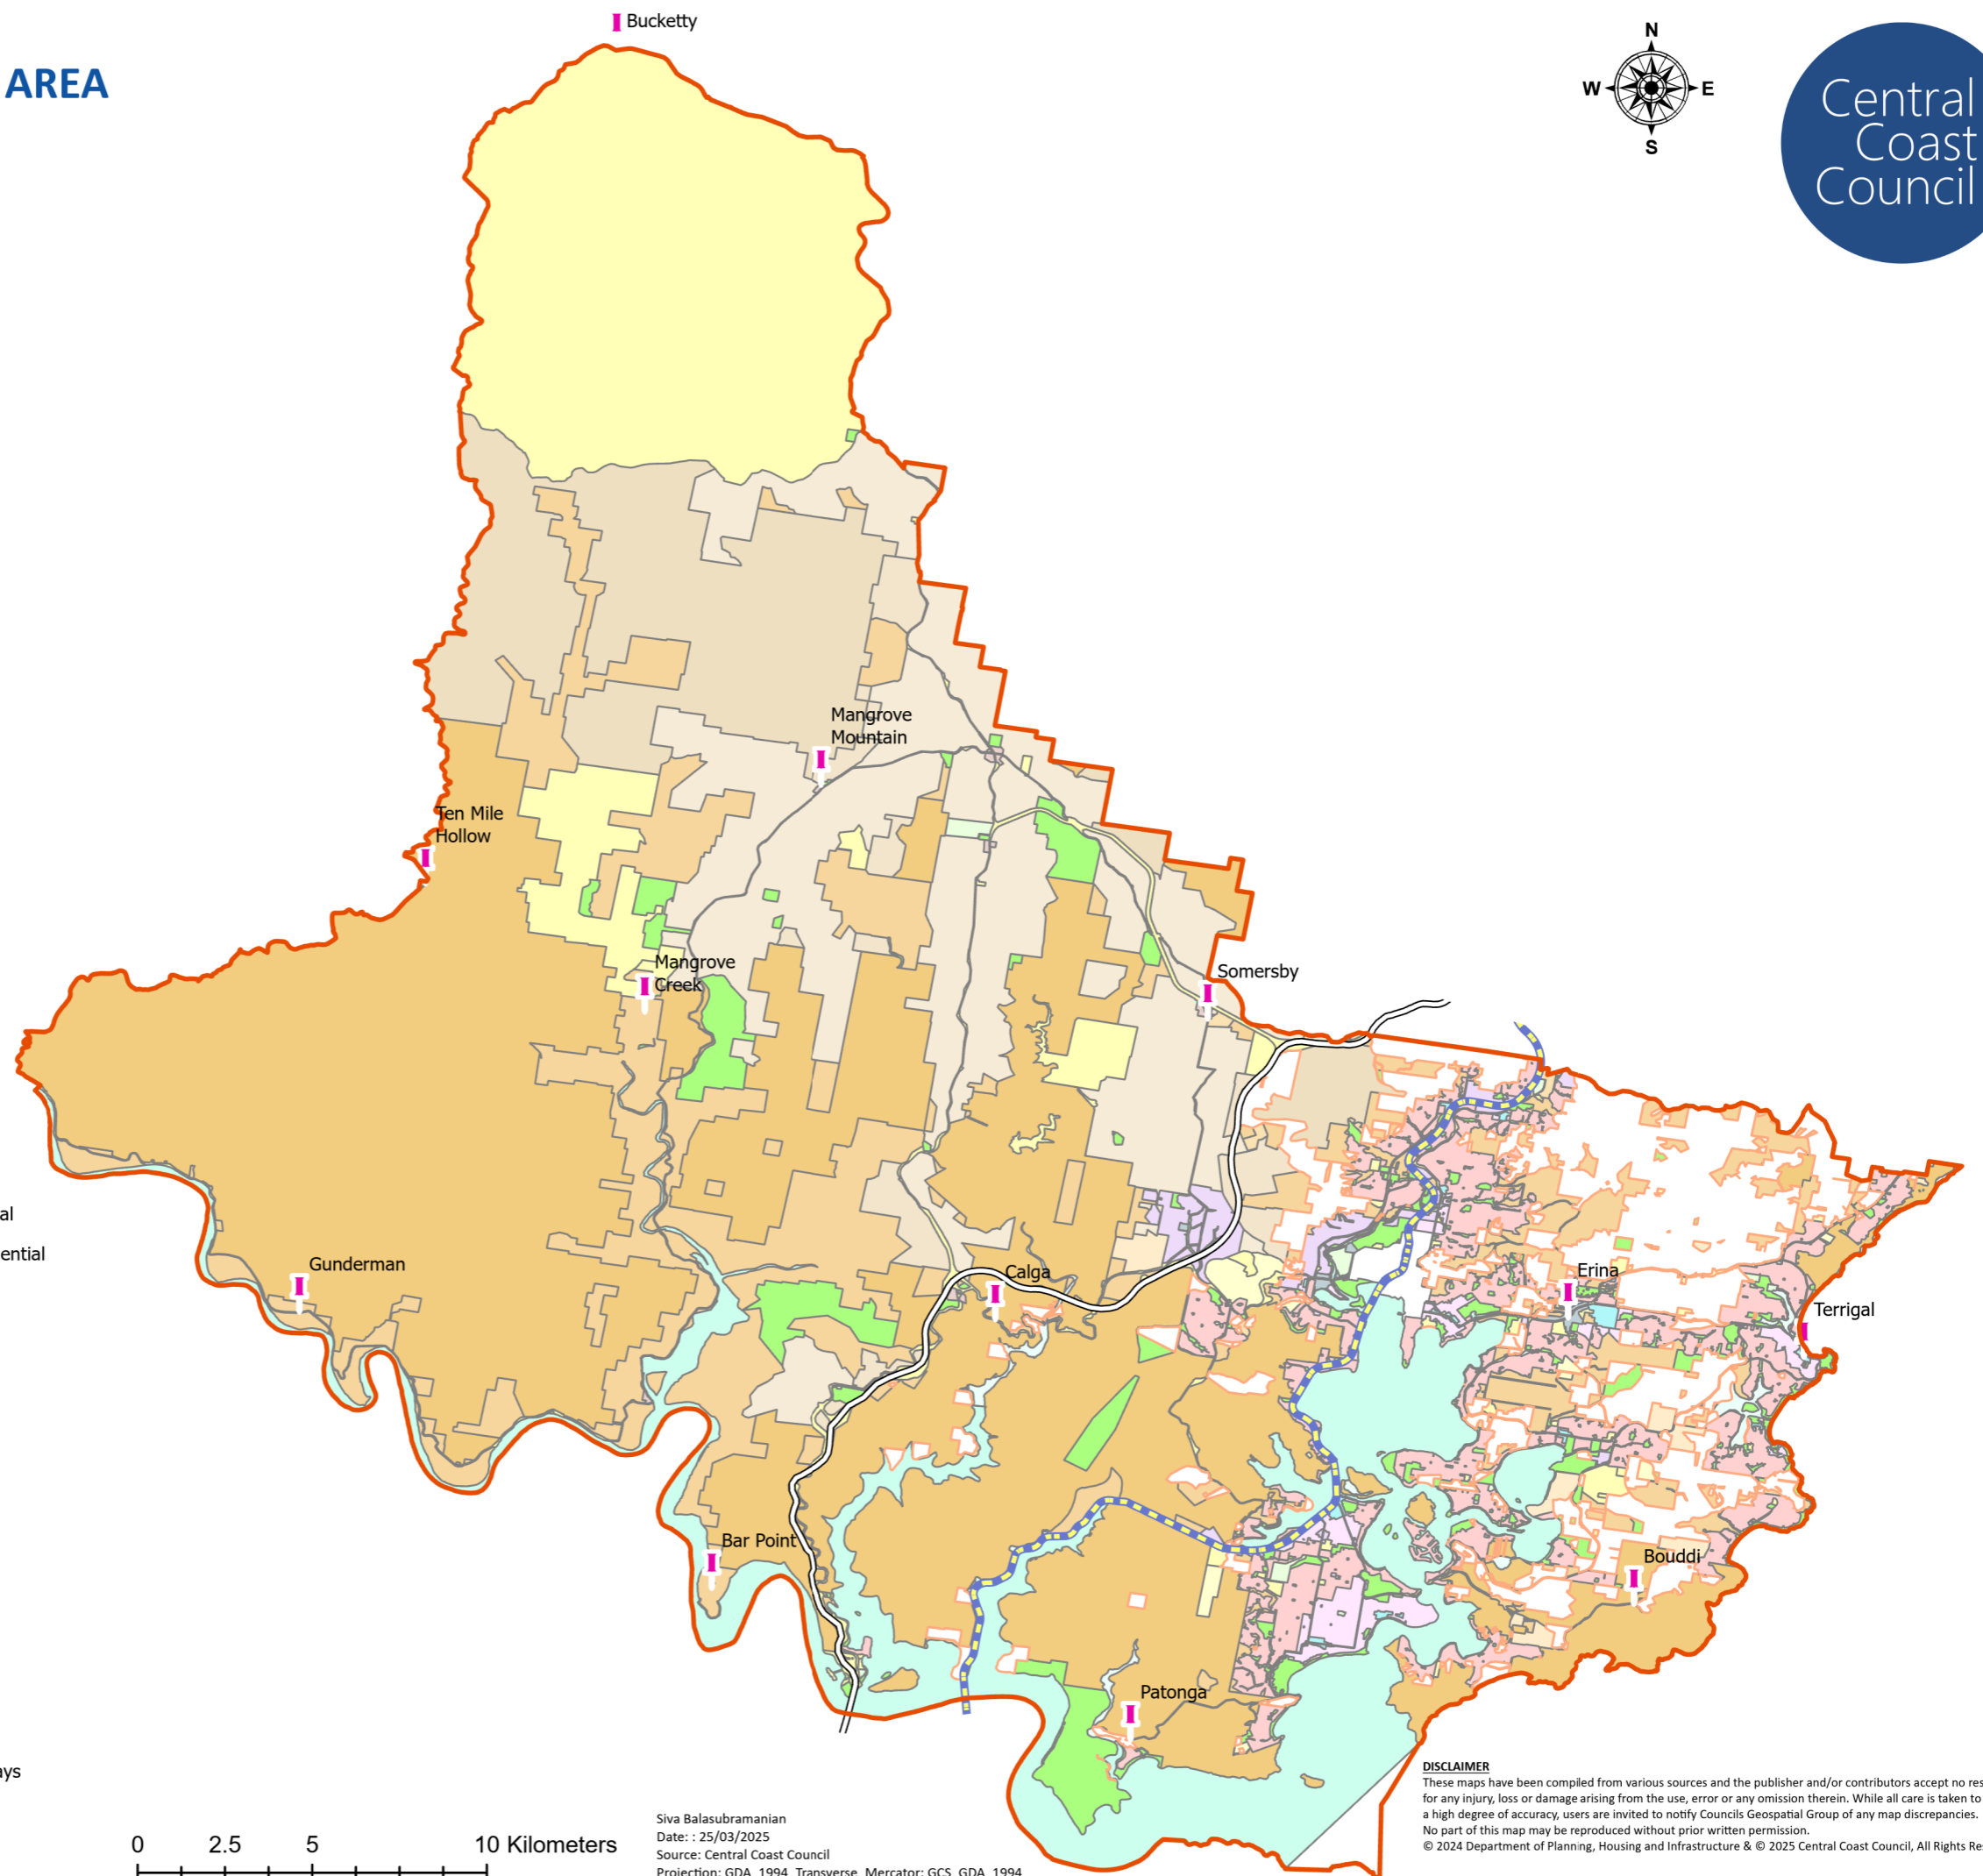 Bucketty
AREA
N
W
E
S
Central
Coast
Council
Mangrove
Mountain
Ten Mile
Hollow
Mangrove
Creek
Somersby
al
ential
Gunderman
Calga
Erina
Terrigal
Bar Point
Bouddi
Patonga
ays
0 2.5 5 10 Kilometers
Siva Balasubramanian
Date: : 25/03/2025
Source: Central Coast Council
Projection: GDA_1994_Transverse_Mercator; GCS_GDA_1994
DISCLAIMER
These maps have been compiled from various sources and the publisher and/or contributors accept no res
for any injury, loss or damage arising from the use, error or any omission therein. While all care is taken to
a high degree of accuracy, users are invited to notify Councils Geospatial Group of any map discrepancies.
No part of this map may be reproduced without prior written permission.
© 2024 Department of Planning, Housing and Infrastructure & © 2025 Central Coast Council, All Rights Res